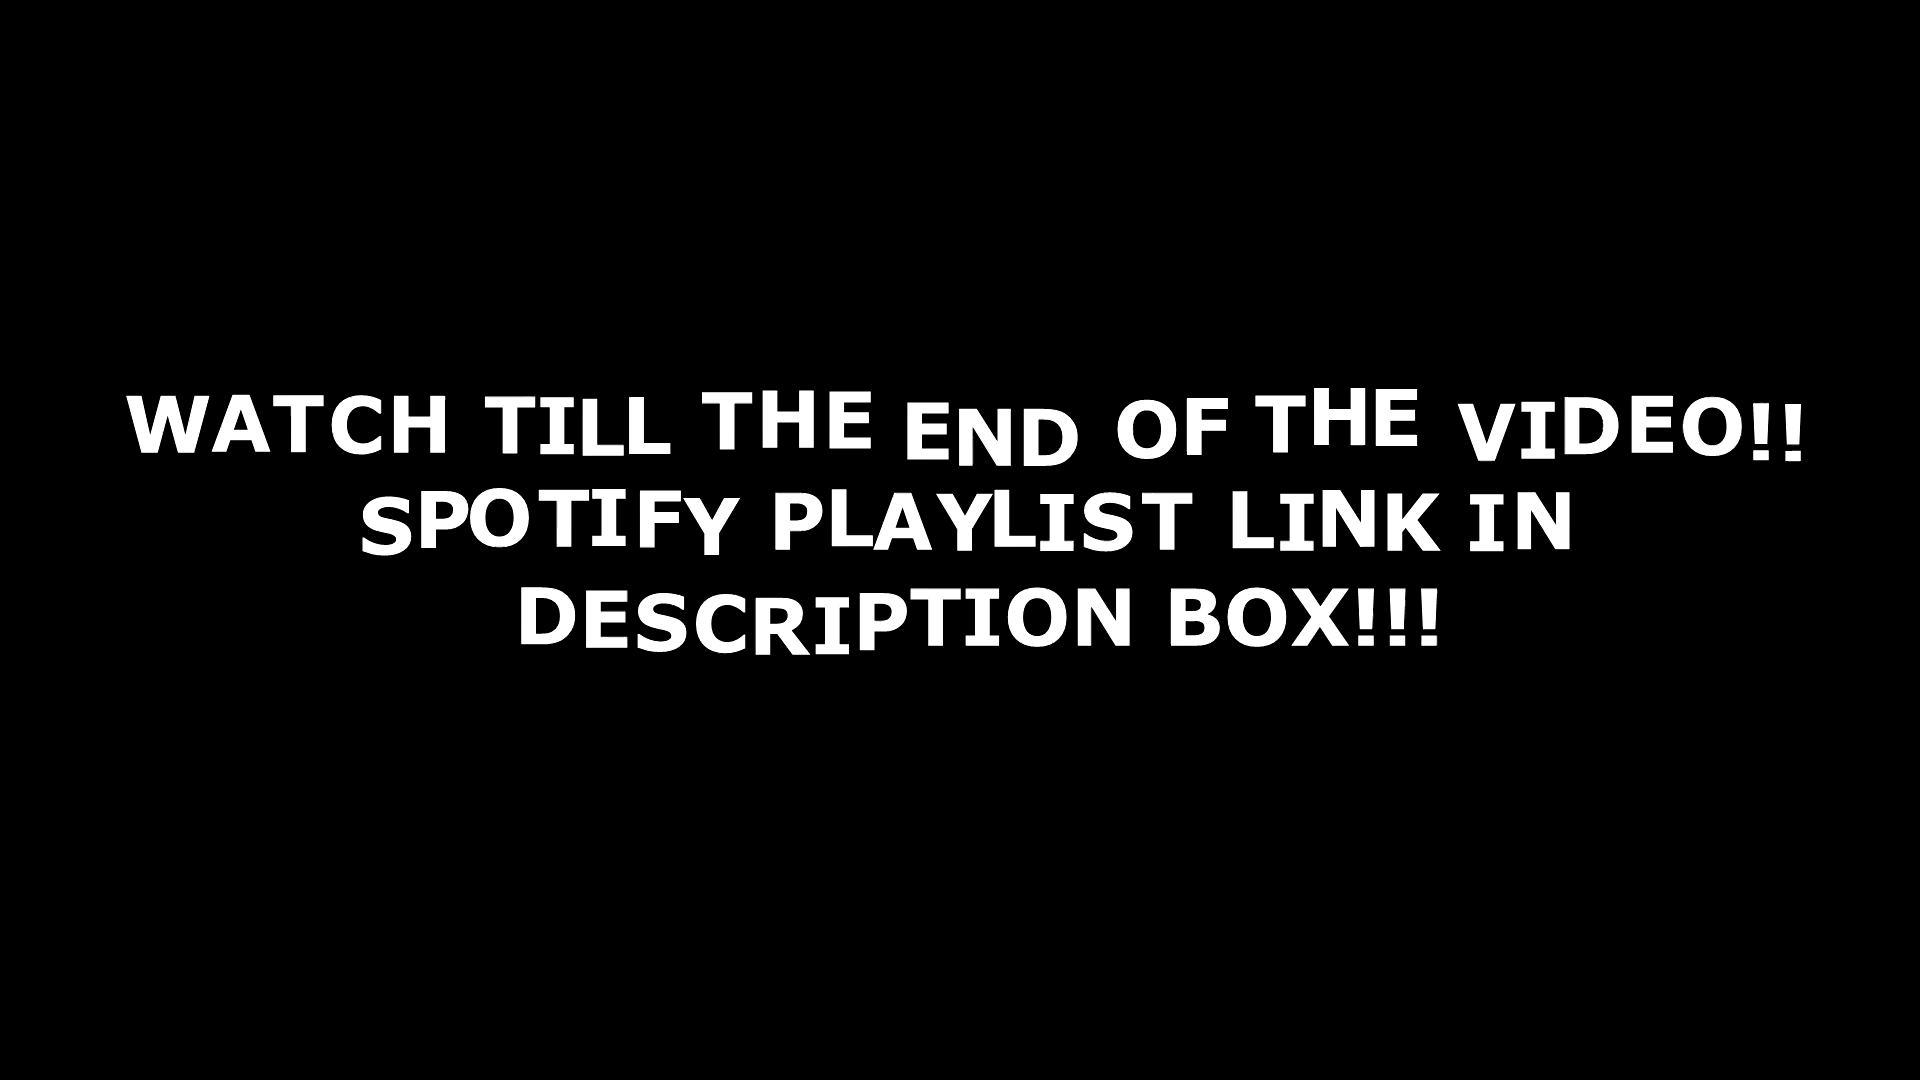 WATCH TILL THE END OF THE VIDEO!!
SPOTIFY PLAYLIST LINK IN
DESCRIPTION BOX!!!